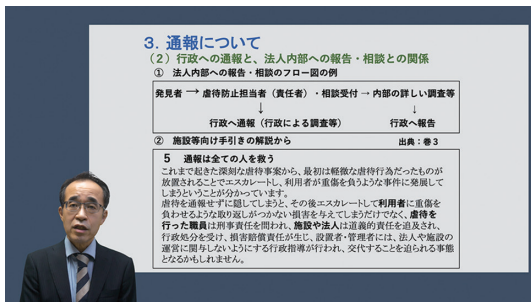 3. 通報について
（２）行政への通報と、法人内部への報告・相談との関係
① 法人内部への報告・相談のフロー図の例
発見者 → 虐待防止担当者（責任者）・相談受付 → 内部の詳しい調査等
↓ ↓
行政へ通報（行政による調査等） 行政へ報告
② 施設等向け手引きの解説から 出典：巻３
５ 通報は全ての人を救う
これまで起きた深刻な虐待事案から、最初は軽微な虐待行為だったものが
放置されることでエスカレートし、利用者が重傷を負うような事件に発展して
しまうということが分かっています。
虐待を通報せずに隠してしまうと、その後エスカレートして利用者に重傷を
負わせるような取り返しがつかない損害を与えてしまうだけでなく、虐待を
行った職員は刑事責任を問われ、施設や法人は道義的責任を追及され、
行政処分を受け、損害賠償責任が生じ、設置者・管理者には、法人や施設の
運営に関与しないようにする行政指導が行われ、交代することを迫られる事態
となるかもしれません。